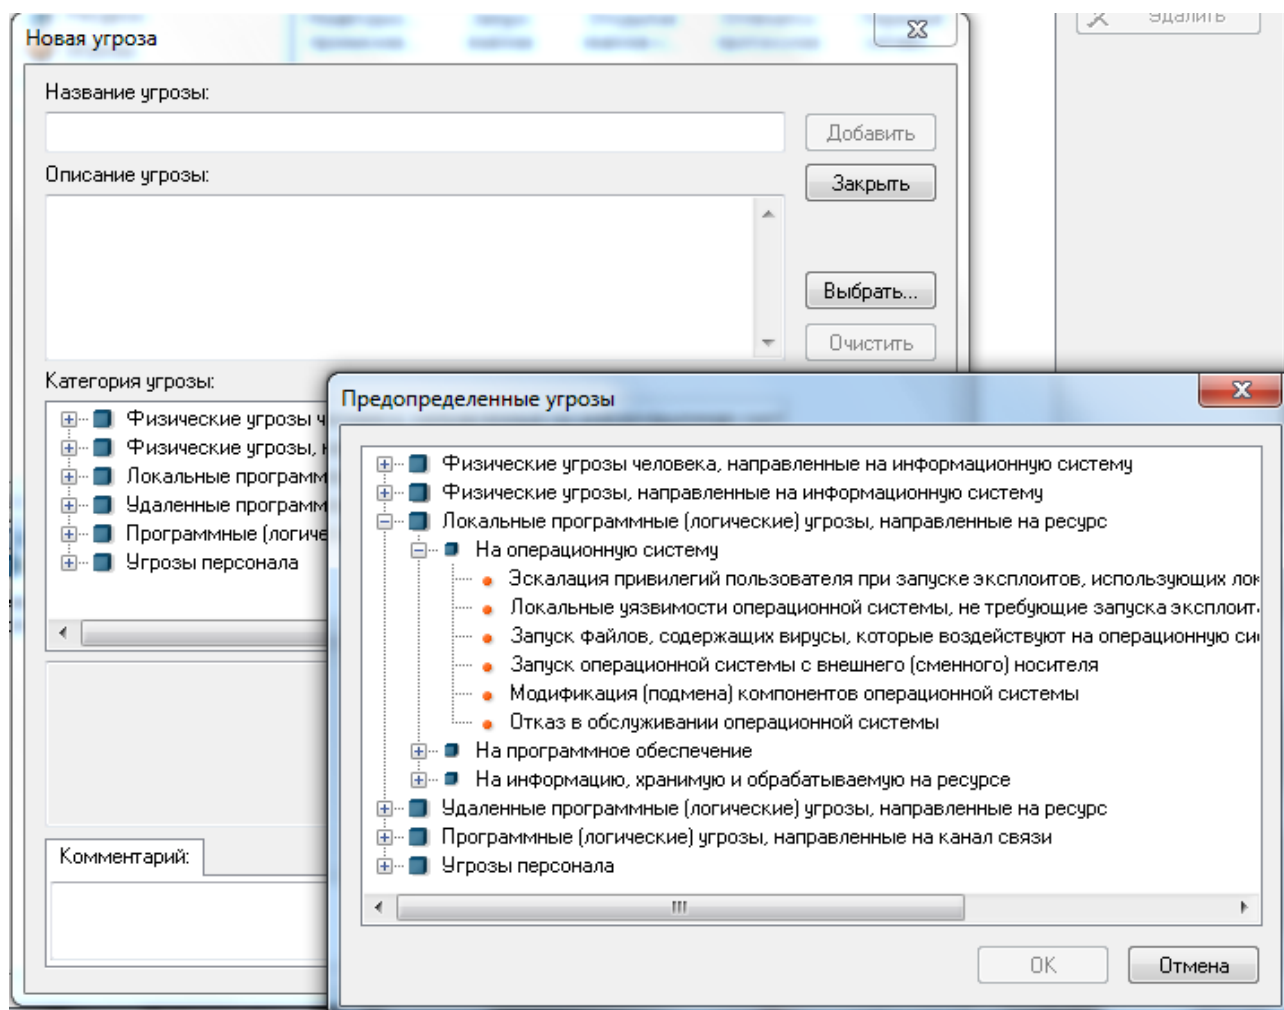 Удалить
Новая угроза
Название угрозы:
Добавить
Описание угрозы:
Закрыть
Выбрать...
Очистить
Категория угрозы:
Физические угрозы
Физические угрозы,
Локальные
Удаленные
Программные
Угрозы персонала
Комментарий:
Предопределенные угрозы
Физические угрозы человека, направленные на информационную систему
Физические угрозы, направленные на информационную систему
Локальные программные (логические) угрозы, направленные на ресурс
На операционную систему
Эскалация привилегий пользователя при запуске эксплоитов, использующих
Локальные уязвимости операционной системы, не требующие запуска
Запуск файлов, содержащих вирусы, которые воздействуют на операционную
Запуск операционной системы с внешнего (сменного) носителя
Модификация (подмена) компонентов операционной системы
Отказ в обслуживании операционной системы
На программное обеспечение
На информацию, хранимую и обрабатываемую на ресурсе
Удаленные программные (логические) угрозы, направленные на ресурс
Программные (логические) угрозы, направленные на канал связи
Угрозы персонала
OK
Отмена